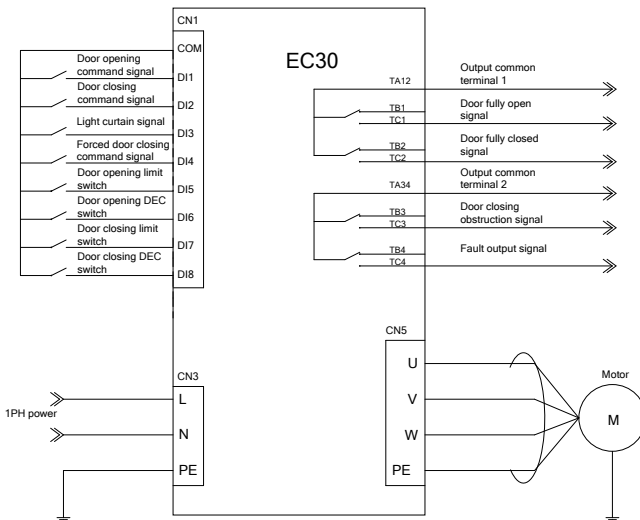 CN1
EC30
COM
Door opening
command signal
DI1
Door closing
command signal
DI2
Light curtain signal
DI3
Forced door closing
command signal
DI4
Door opening limit
switch
DI5
Door opening DEC
switch
DI6
Door closing limit
switch
DI7
Door closing DEC
switch
DI8
TA12
Output common
terminal 1
TB1
TC1
Door fully open
signal
TB2
TC2
Door fully closed
signal
TA34
Output common
terminal 2
TB3
TC3
Door closing
obstruction signal
TB4
TC4
Fault output signal
CN3
1PH power
L
N
PE
CN5
U
V
W
PE
Motor
M